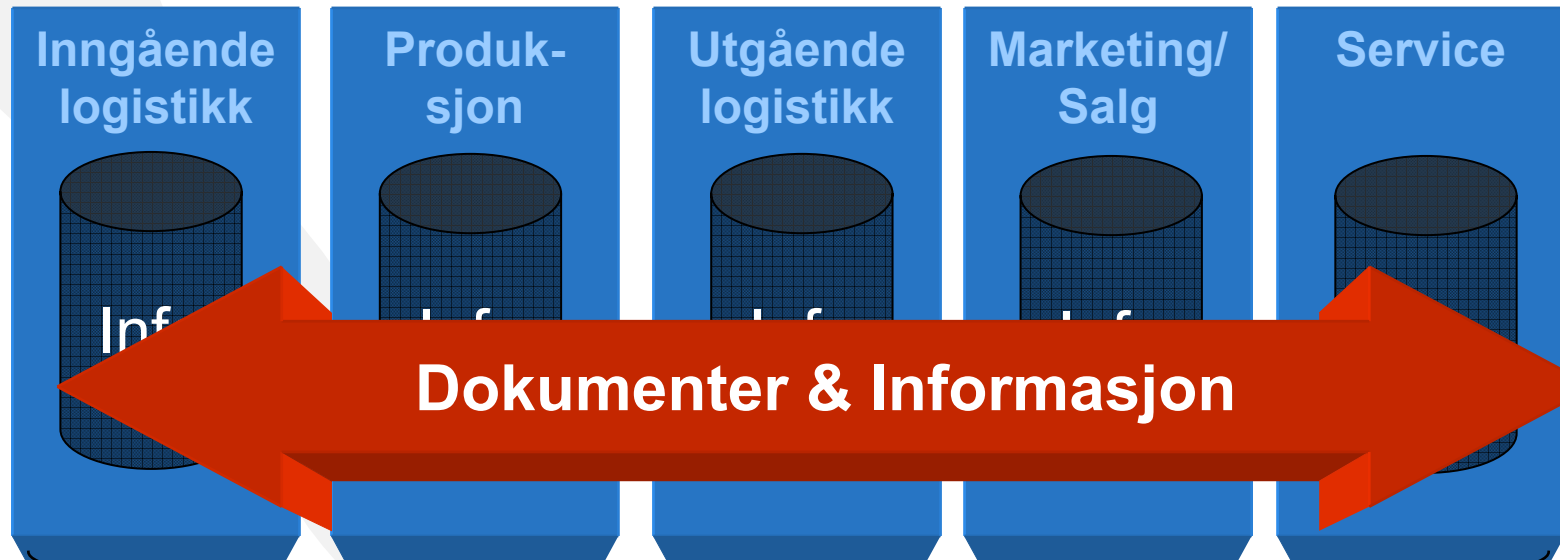 Inngående
logistikk
Produk-
sjon
Utgående
logistikk
Marketing/
Salg
Service
Dokumenter & Informasjon